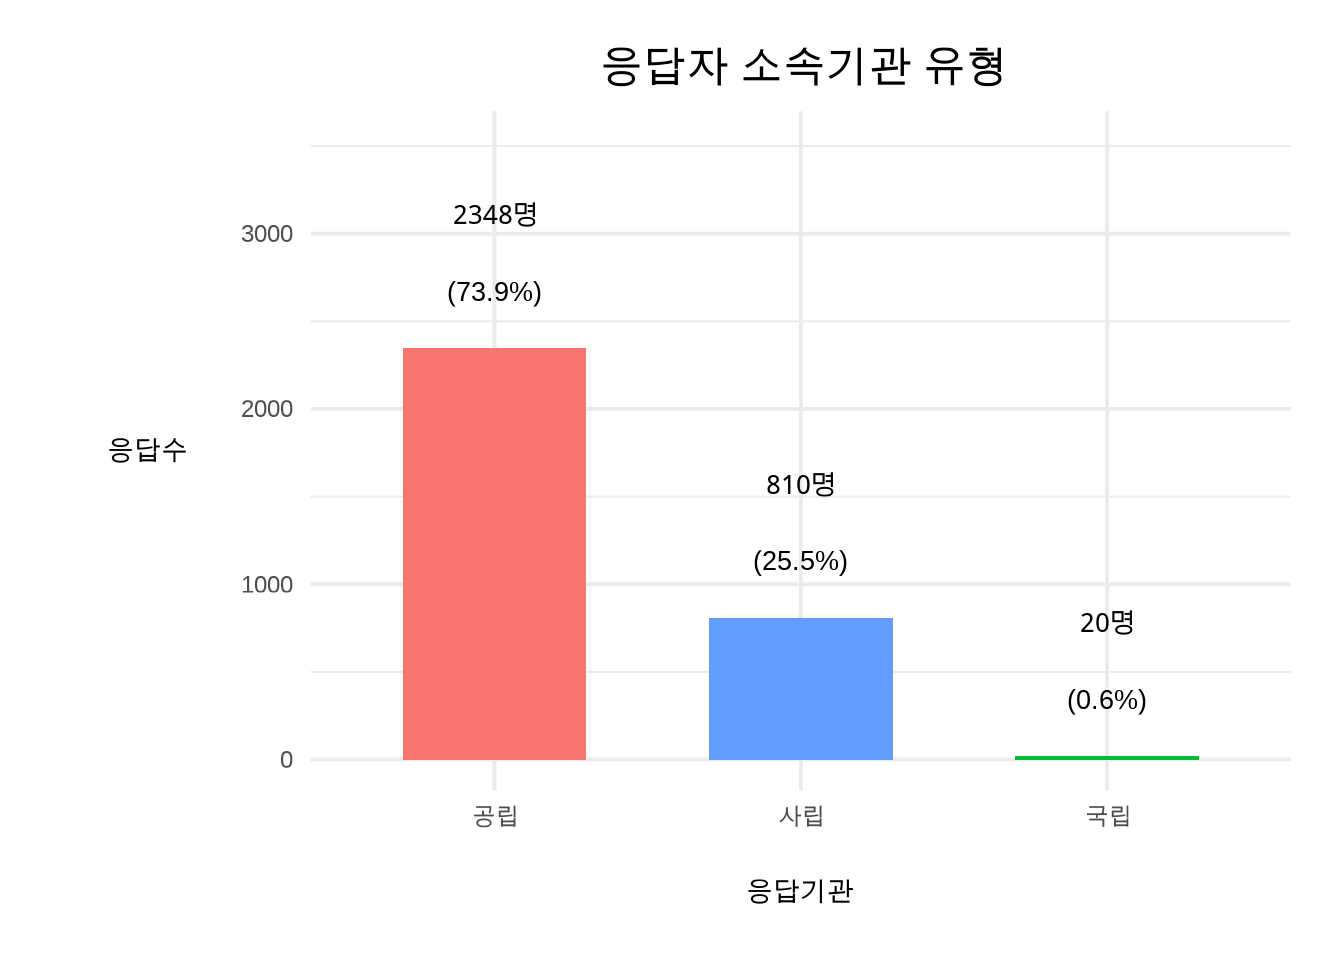 응답자 소속기관 유형
2348명
3000
(73.9%)
2000
응답수
810명
(25.5%)
1000
20명
(0.6%)
0
공립 사립 국립
응답기관